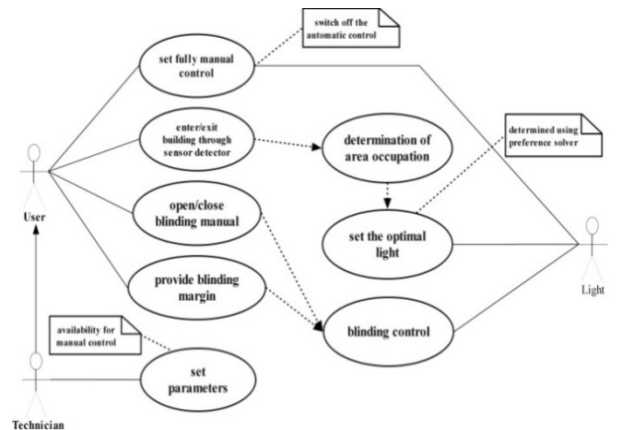 switch off the
automatic control
set fully manual
control
enter/exit
building through
sensor detector
determination of
area occupation
determined using
preference solver
User
open/close
blinding manual
set the optimal
light
Light
provide blinding
margin
availability for
manual control
blinding control
set
parameters
Technician